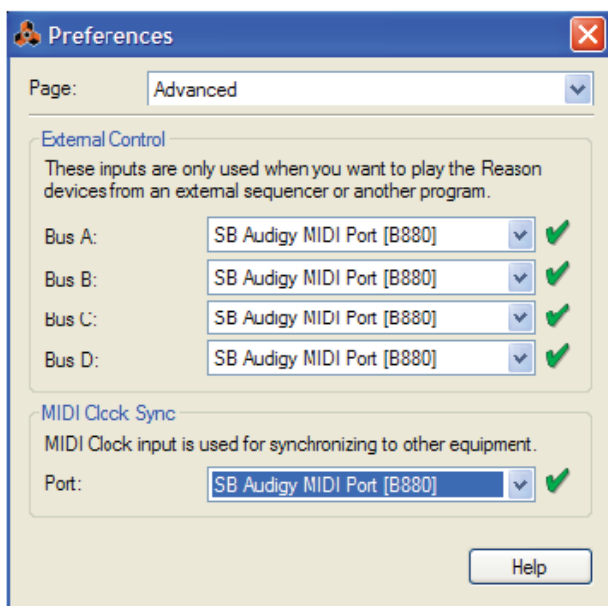 Preferences
Page: Advanced
External Control
These inputs are only used when you want to play the Reason
devices from an external sequencer or another program.
Bus A: SB Audigy MIDI Port [B880]
Bus B: SB Audigy MIDI Port [B880]
Bus C: SB Audigy MIDI Port [B880]
Bus D: SB Audigy MIDI Port [B880]
MIDI Clock Sync
MIDI Clock input is used for synchronizing to other equipment.
Port: SB Audigy MIDI Port [B880]
Help